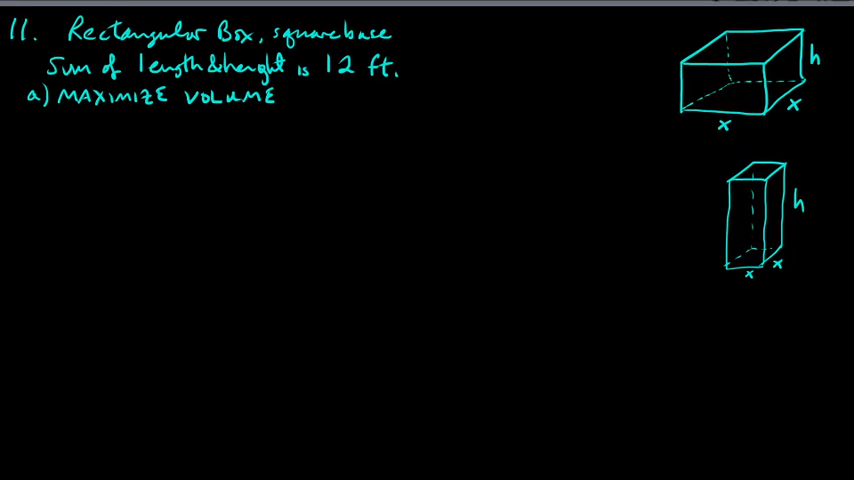 11. Rectangular Box, square base
Sum of length & height is 12 ft.
a) MAXIMIZE VOLUME
h
x
x
h
x
x